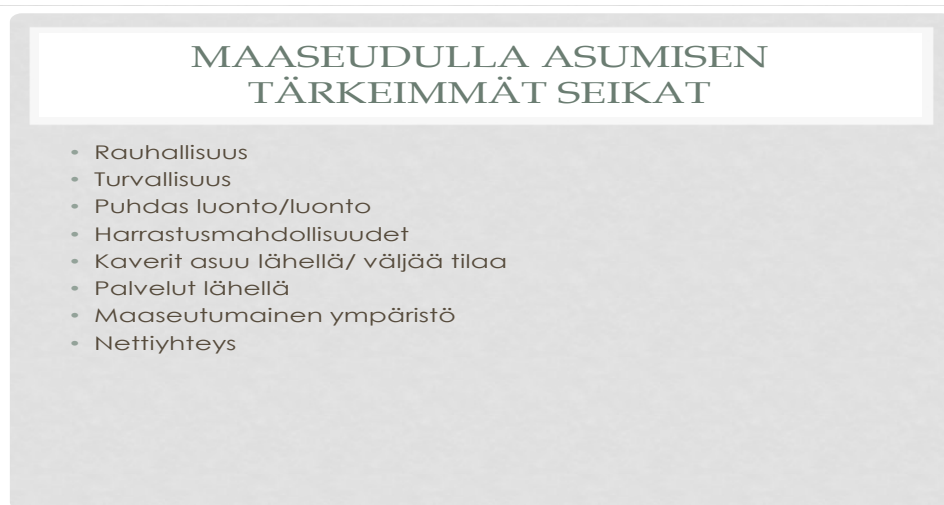 MAASEUDULLA ASUMISEN
TÄRKEIMMÄT SEIKAT
• Rauhallisuus
• Turvallisuus
• Puhdas luonto/luonto
• Harrastusmahdollisuudet
• Kaverit asuu lähellä/ väljää tilaa
• Palvelut lähellä
• Maaseutumainen ympäristö
• Nettiyhteys